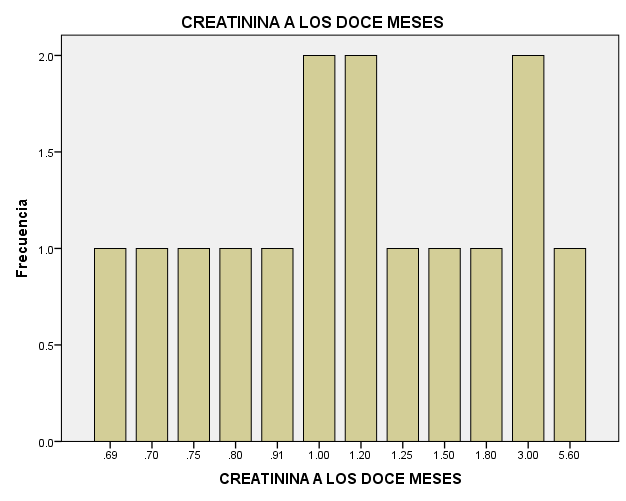 CREATININA A LOS DOCE MESES
2.0
1.5
1.0
0.5
0.0
Frecuencia
.69 .70 .75 .80 .91 1.00 1.20 1.25 1.50 1.80 3.00 5.60
CREATININA A LOS DOCE MESES